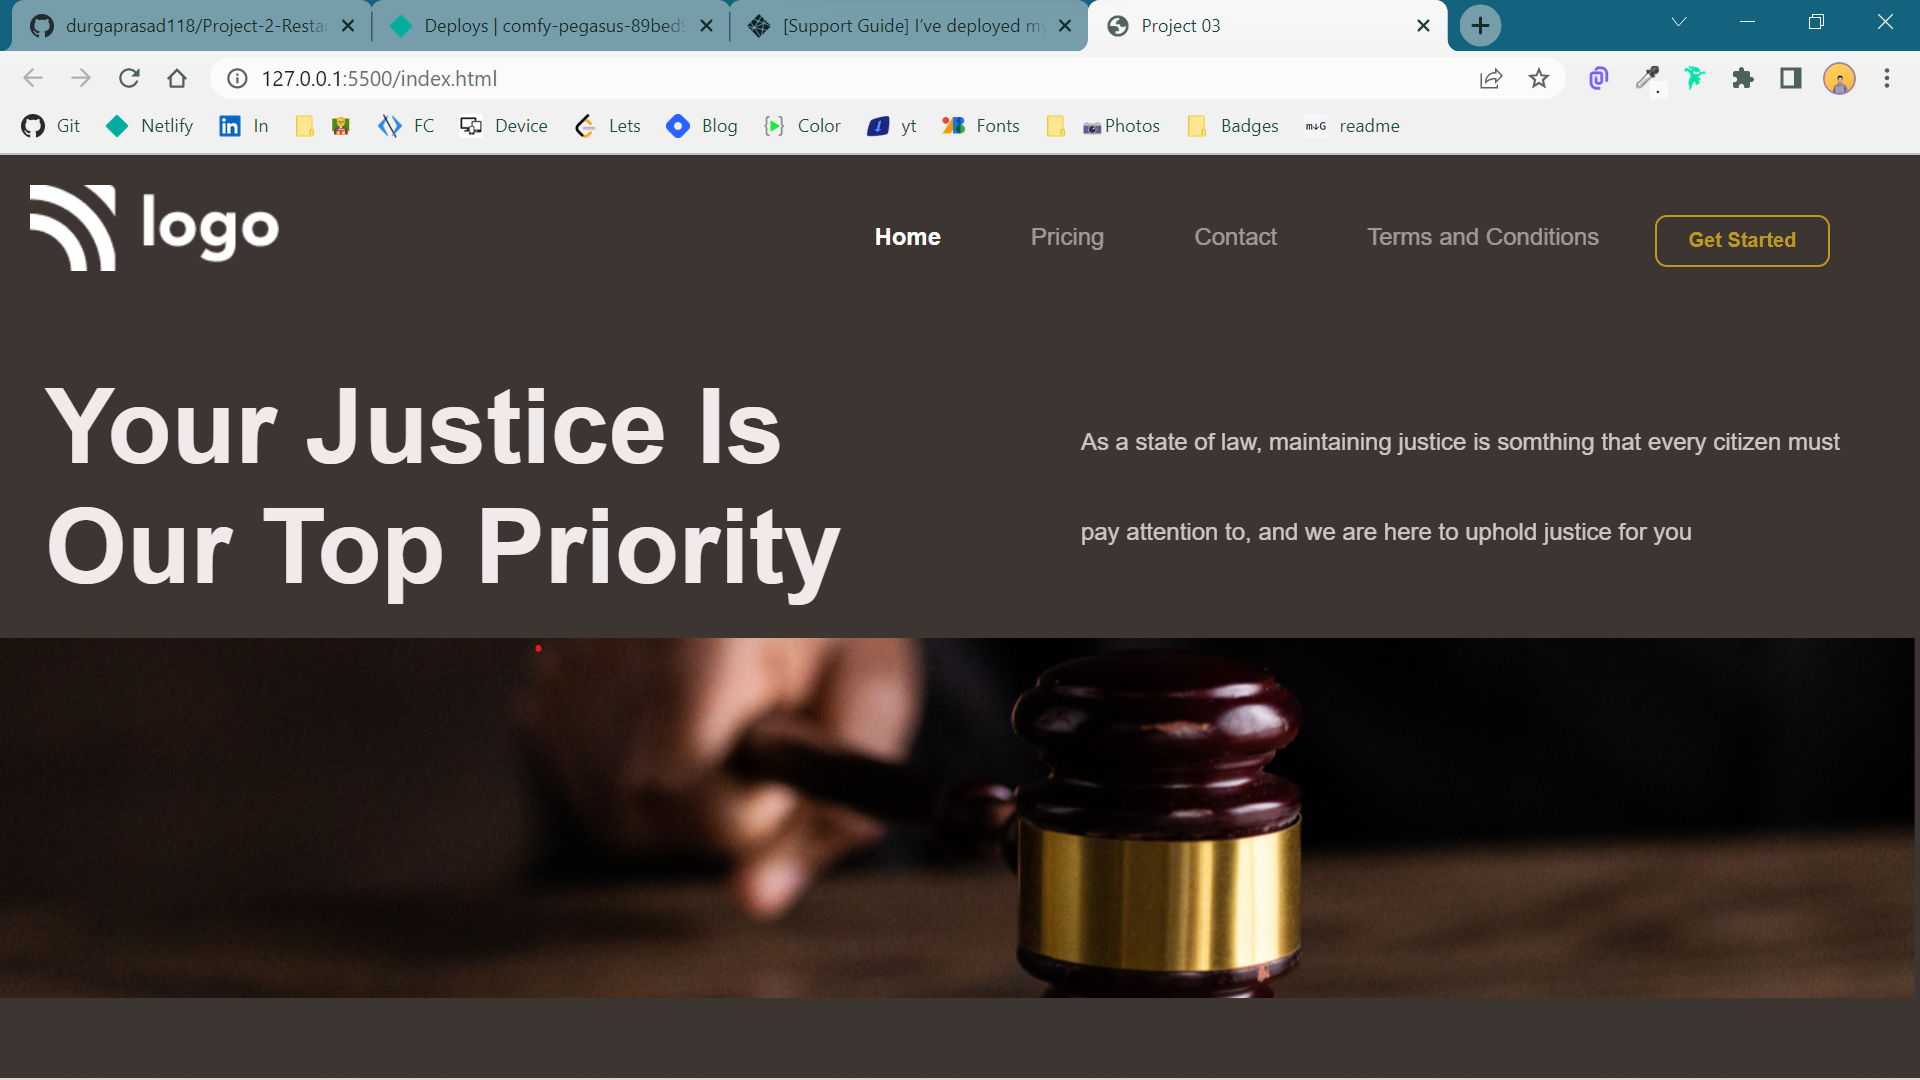 durgaprasad118/Project-2-Restau
Deploys | comfy-pegasus-89bed9
[Support Guide] I've deployed my
Project 03
127.0.0.1:5500/index.html
Git
Netlify
In
FC
Device
Lets
Blog
Color
yt
Fonts
Photos
Badges
readme
logo
Home
Pricing
Contact
Terms and Conditions
Get Started
Your Justice Is
Our Top Priority
As a state of law, maintaining justice is somthing that every citizen must
pay attention to, and we are here to uphold justice for you